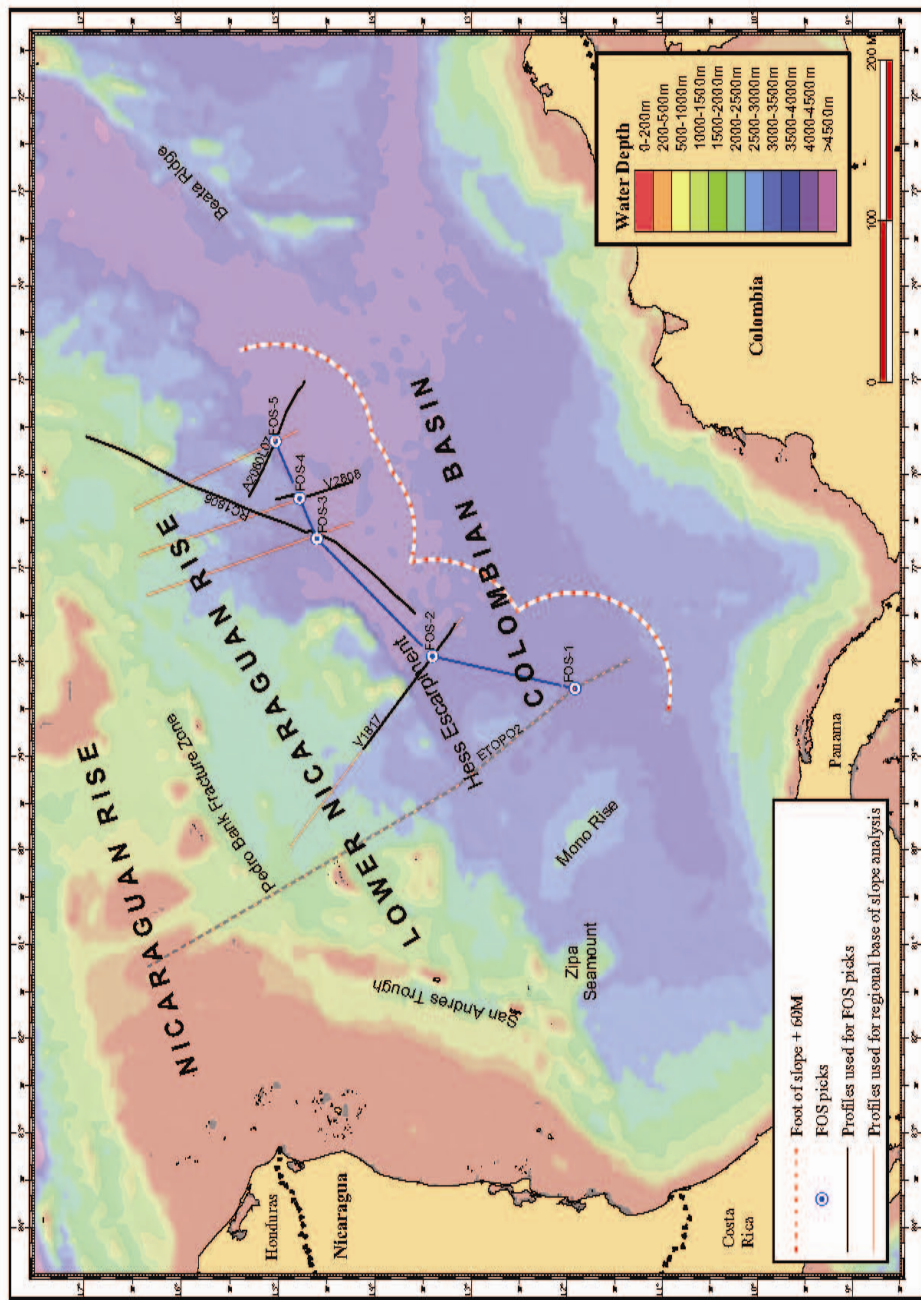 NICARAGUAN RISE
Pedro Bank Fracture Zone
LOWER NICARAGUAN RISE
Beata Ridge
RC1806
A2080L07
V2808
FOS-5
FOS-4
FOS-3
FOS-2
FOS-1
V1817
Hess Escarpment
ETOPO2
COLOMBIAN BASIN
San Andres Trough
Mono Rise
Zipa
Seamount
Honduras
Nicaragua
Costa
Rica
Panama
Colombia
Foot of slope + 60M
FOS picks
Profiles used for FOS picks
Profiles used for regional base of slope analysis
Water Depth
0-200m
200-500m
500-1000m
1000-1500m
1500-2000m
2000-2500m
2500-3000m
3000-3500m
3500-4000m
4000-4500m
>4500m
0
100
200 M